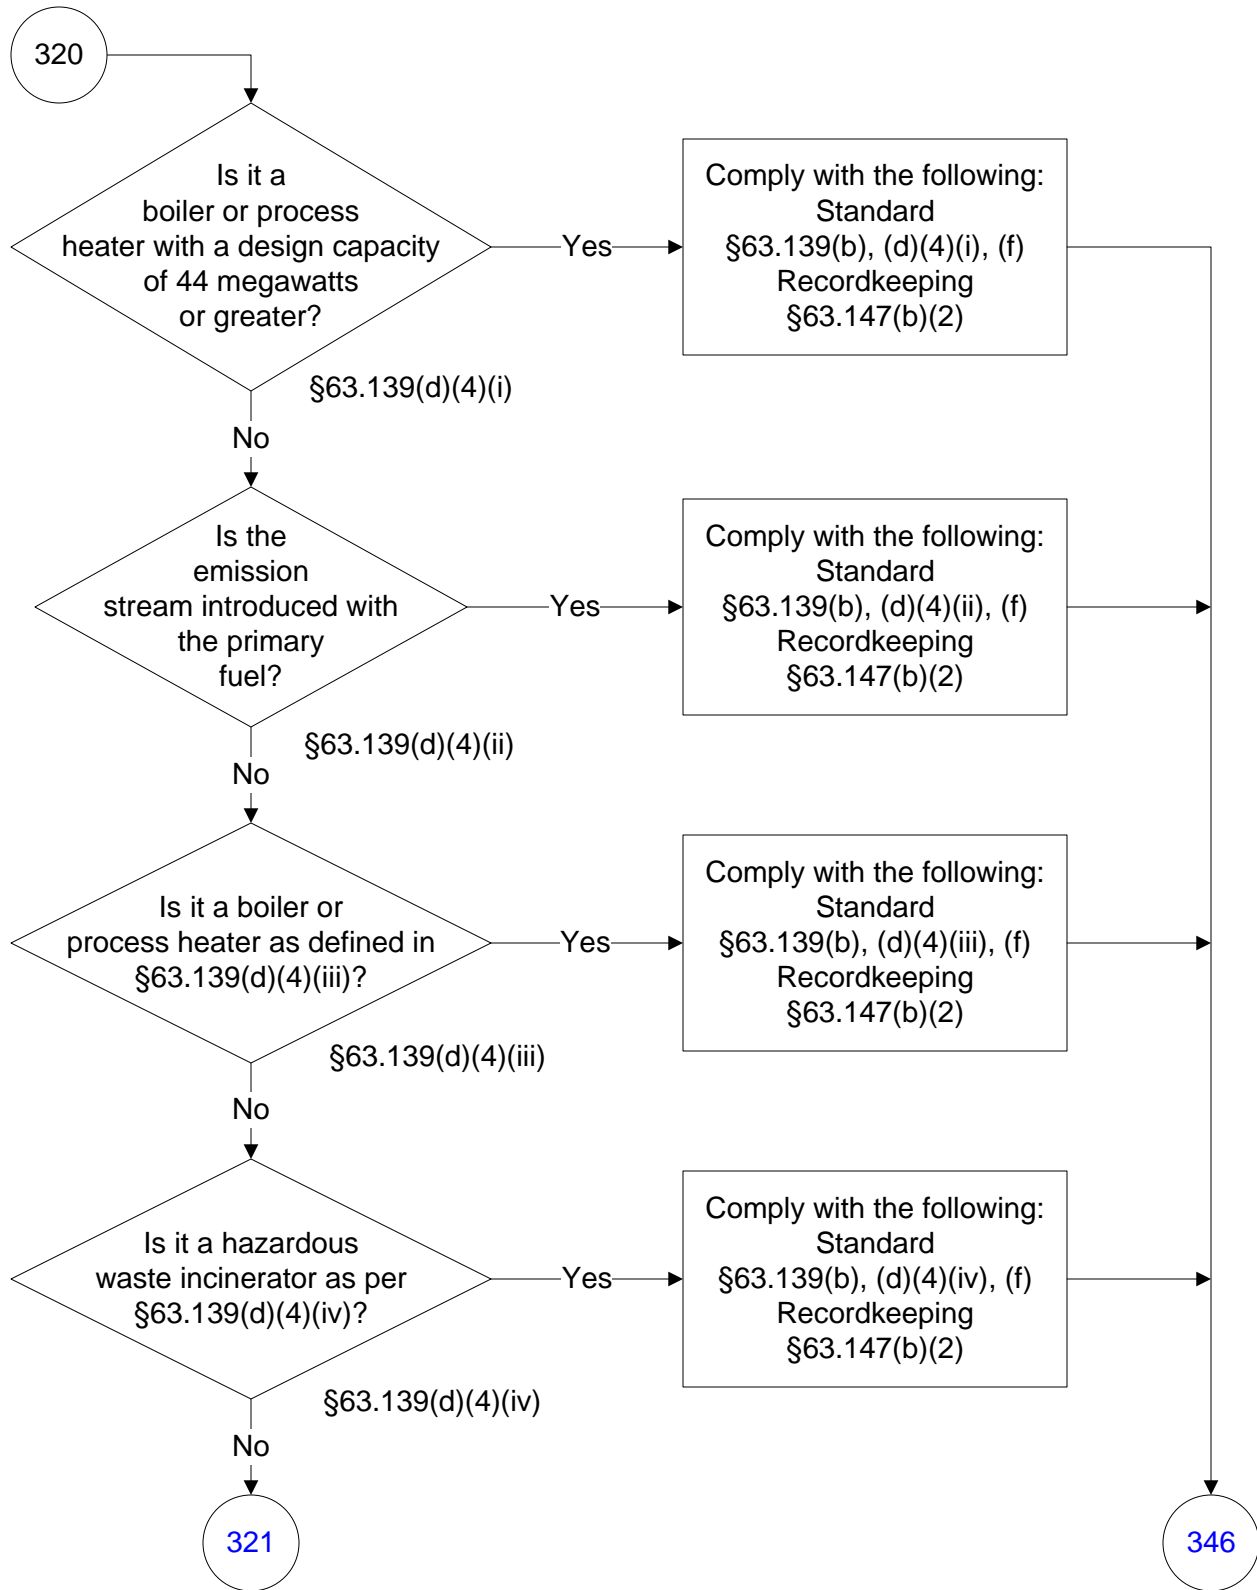 320
Is it a
boiler or process
heater with a design capacity
of 44 megawatts
or greater?
Yes
Comply with the following:
Standard
§63.139(b), (d)(4)(i), (f)
Recordkeeping
§63.147(b)(2)
§63.139(d)(4)(i)
No
Is the
emission
stream introduced with
the primary
fuel?
Yes
Comply with the following:
Standard
§63.139(b), (d)(4)(ii), (f)
Recordkeeping
§63.147(b)(2)
§63.139(d)(4)(ii)
No
Is it a boiler or
process heater as defined in
§63.139(d)(4)(iii)?
Yes
Comply with the following:
Standard
§63.139(b), (d)(4)(iii), (f)
Recordkeeping
§63.147(b)(2)
§63.139(d)(4)(iii)
No
Is it a hazardous
waste incinerator as per
§63.139(d)(4)(iv)?
Yes
Comply with the following:
Standard
§63.139(b), (d)(4)(iv), (f)
Recordkeeping
§63.147(b)(2)
§63.139(d)(4)(iv)
No
321
346